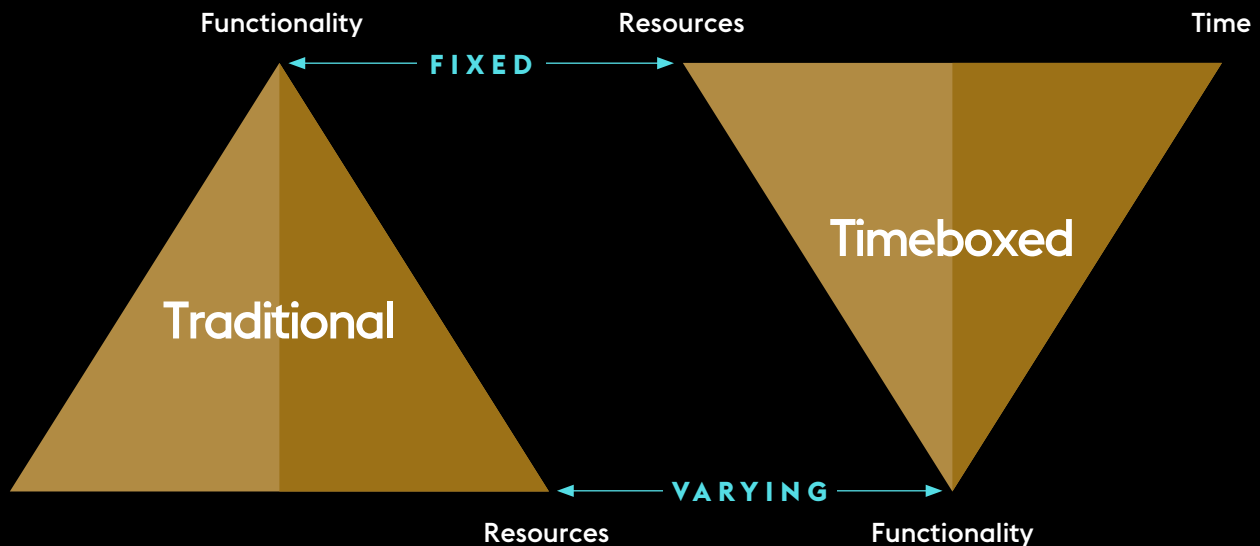 Functionality
Resources
Time
FIXED
Timeboxed
Traditional
VARYING
Resources
Functionality